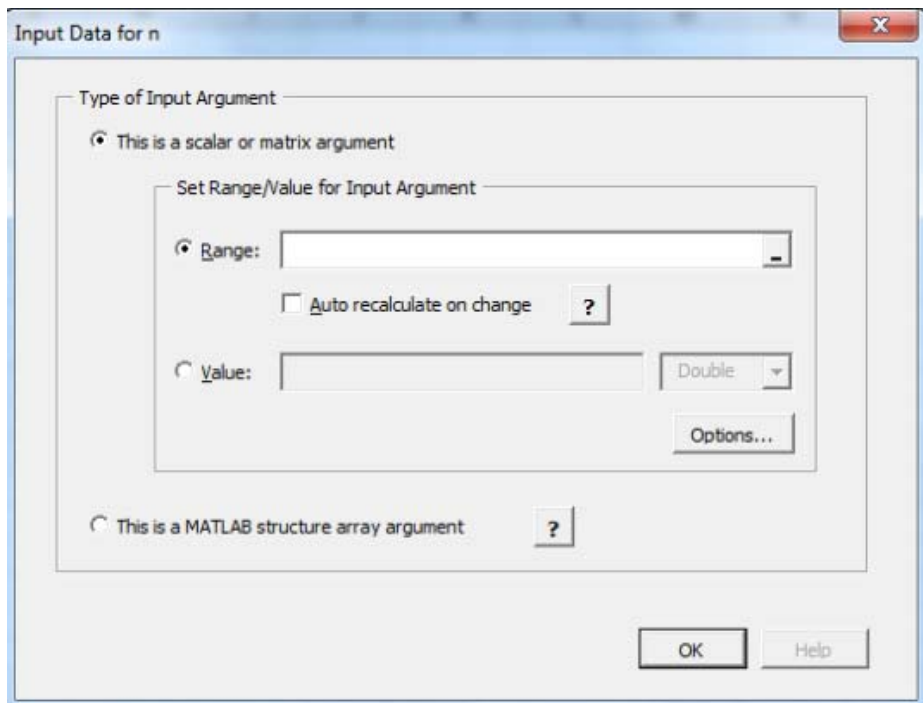 Input Data for n
Type of Input Argument
This is a scalar or matrix argument
Set Range/Value for Input Argument
Range:
Auto recalculate on change
?
Value:
Double
Options...
This is a MATLAB structure array argument
?
OK
Help